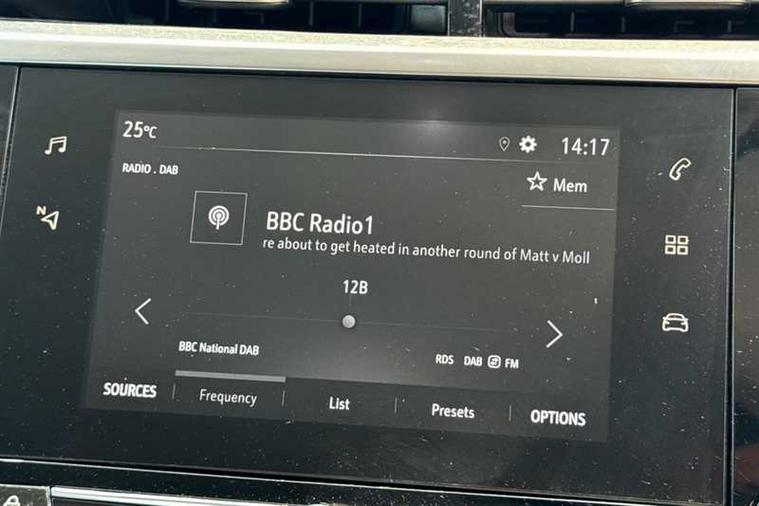 25°C
14:17
RADIO . DAB
Mem
BBC Radio1
re about to get heated in another round of Matt v Moll
12B
BBC National DAB
RDS DAB FM
SOURCES
Frequency
List
Presets
OPTIONS
N